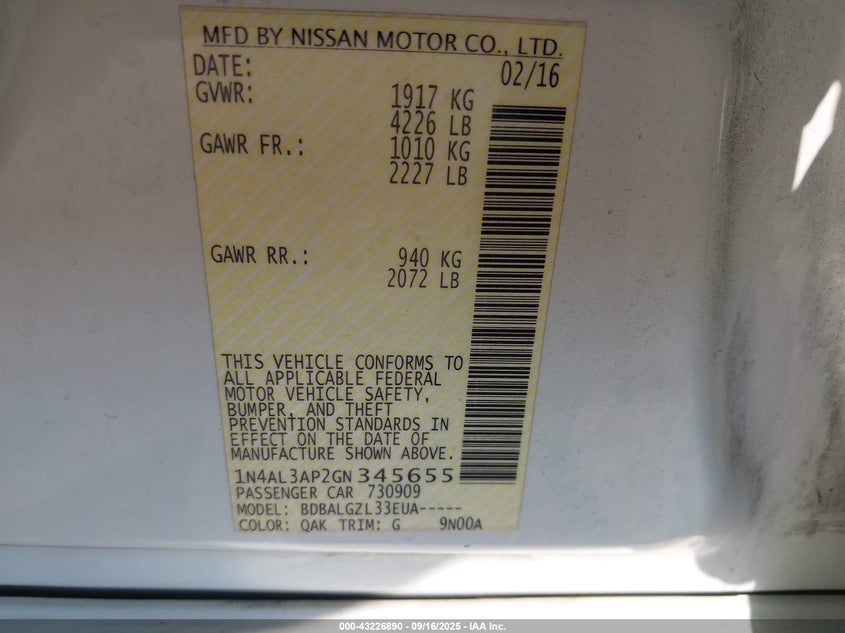 MFD BY NISSAN MOTOR CO., LTD.
DATE: 02/16
GVWR: 1917 KG
4226 LB
GAWR FR.: 1010 KG
2227 LB
GAWR RR.: 940 KG
2072 LB
THIS VEHICLE CONFORMS TO
ALL APPLICABLE FEDERAL
MOTOR VEHICLE SAFETY,
BUMPER, AND THEFT
PREVENTION STANDARDS IN
EFFECT ON THE DATE OF
MANUFACTURE SHOWN ABOVE.
1N4AL3AP2GN345655
PASSENGER CAR 730909
MODEL: BDBALGZL33EUA-----
COLOR: QAK TRIM: G 9N00A
000-43226890 - 09/16/2025 - IAA Inc.